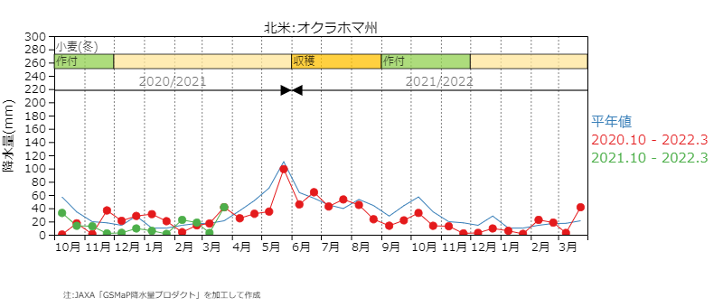 北米:オクラホマ州
300
280
260
240
220
200
180
160
140
120
100
80
60
40
20
0
降水量(mm)
小麦(冬)
作付
収穫
作付
2020/2021
2021/2022
平年値
2020.10 - 2022.3
2021.10 - 2022.3
10月 11月 12月 1月 2月 3月 4月 5月 6月 7月 8月 9月 10月 11月 12月 1月 2月 3月
注:JAXA「GSMaP降水量プロダクト」を加工して作成